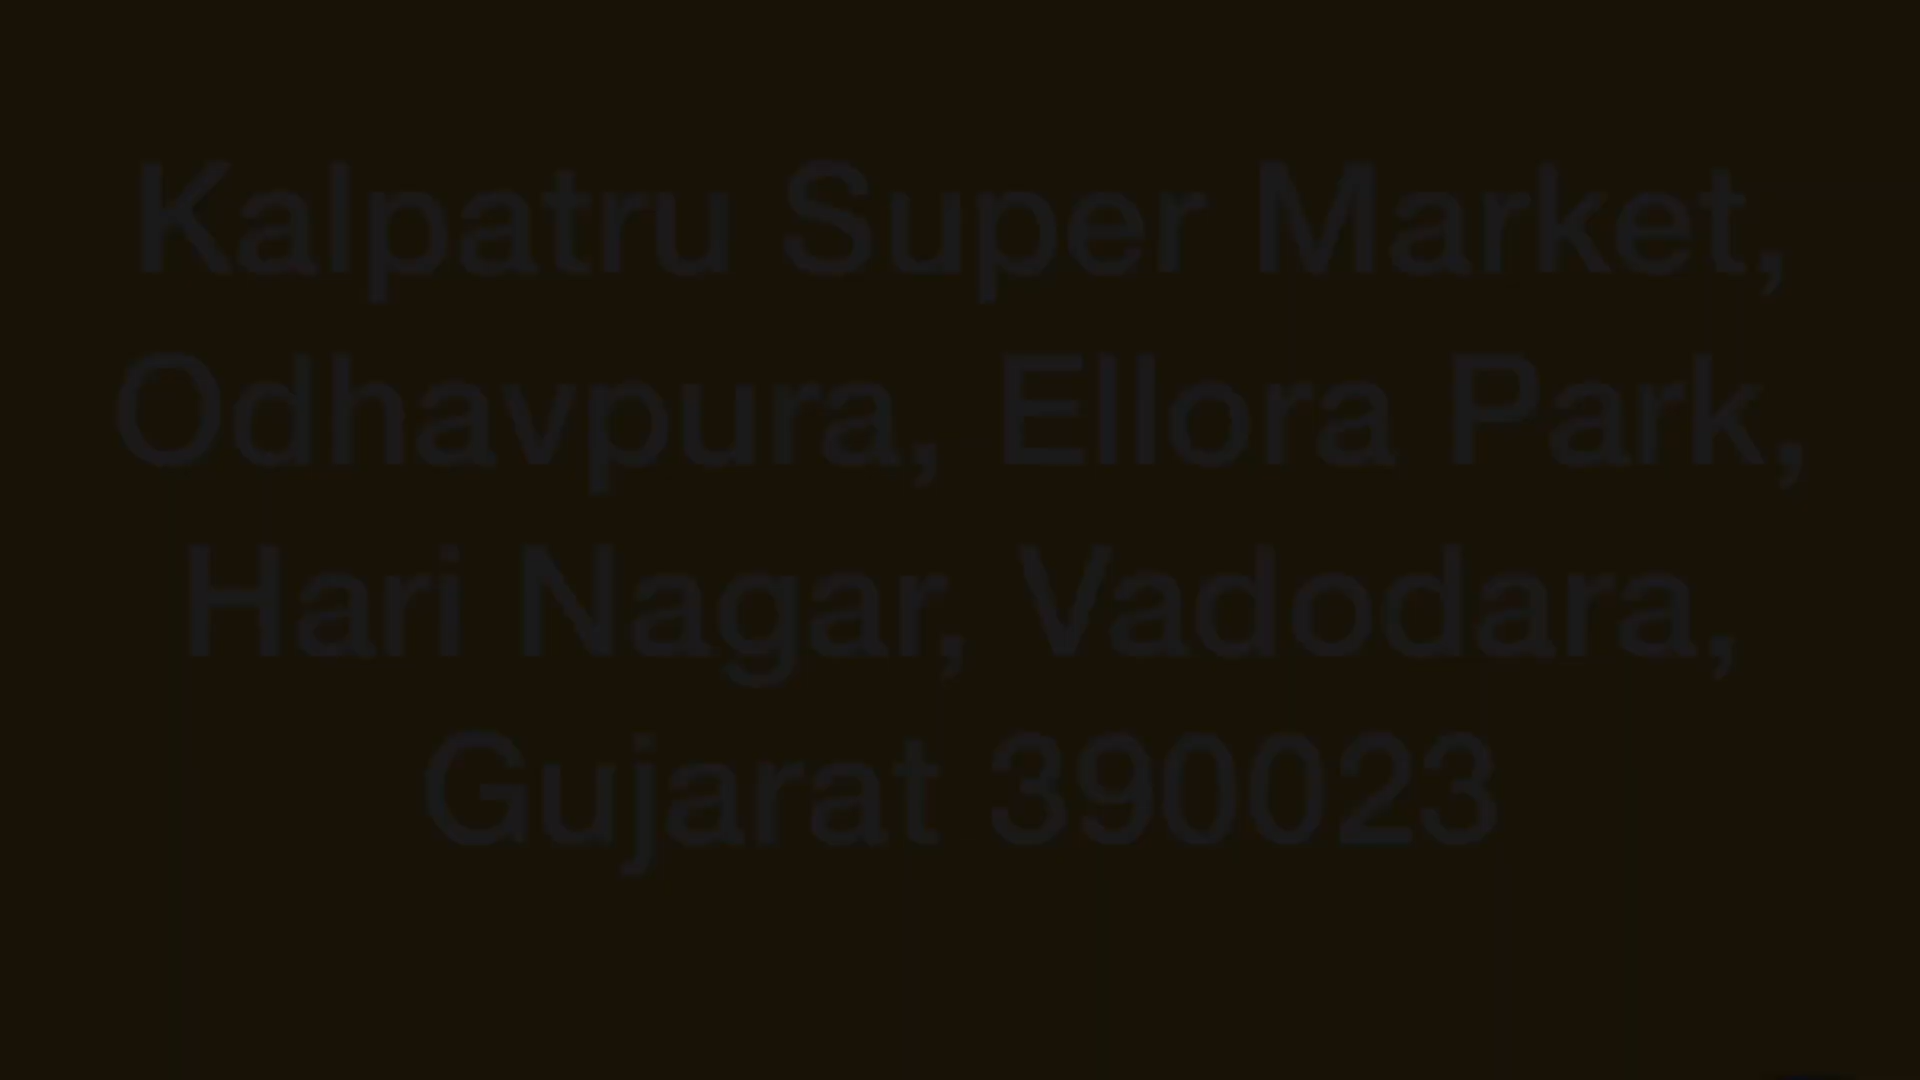 Kalpatru Super Market,
Odhavpura, Ellora Park,
Hari Nagar, Vadodara,
Gujarat 390023